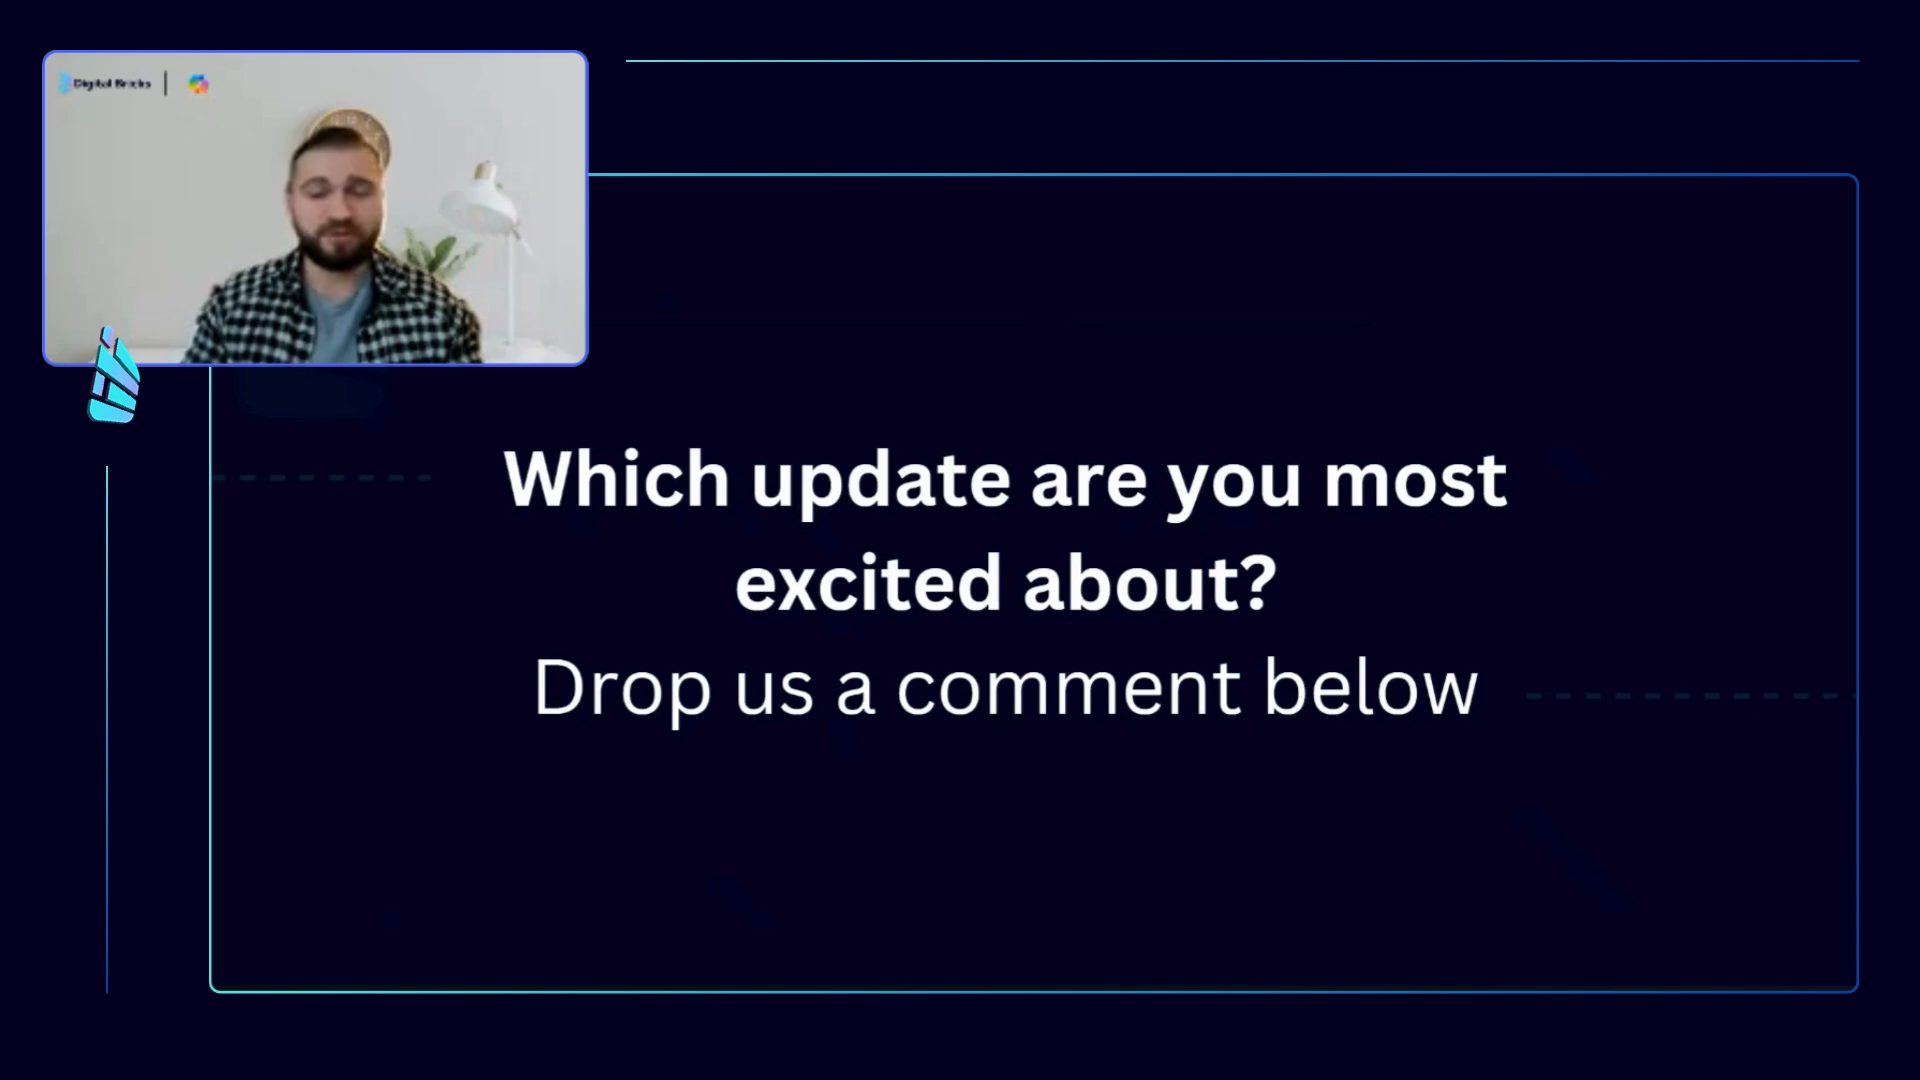 Digital Bricks
Which update are you most
excited about?
Drop us a comment below